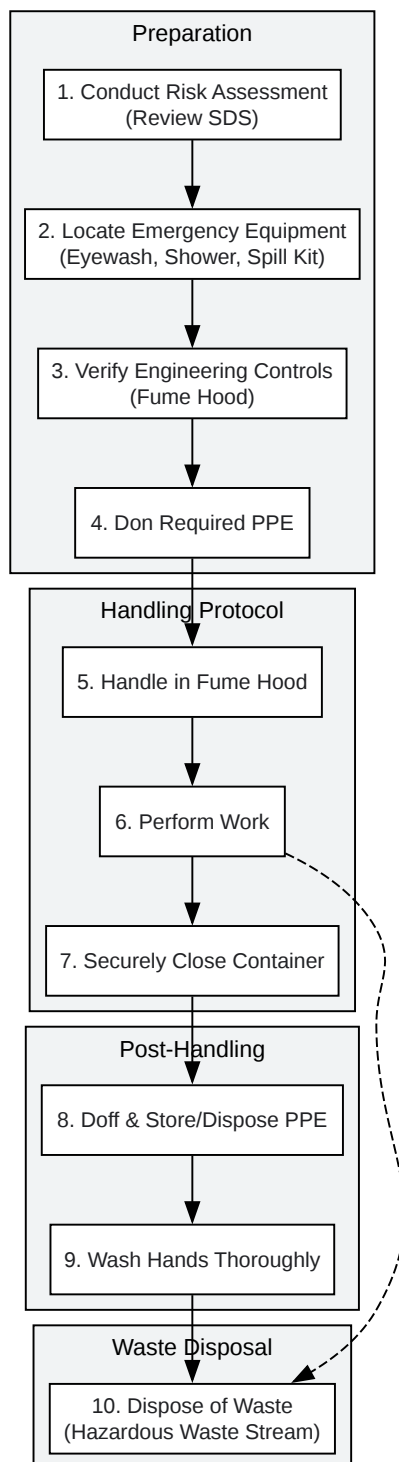 Preparation
1. Conduct Risk Assessment
(Review SDS)
2. Locate Emergency Equipment
(Eyewash, Shower, Spill Kit)
3. Verify Engineering Controls
(Fume Hood)
4. Don Required PPE
Handling Protocol
5. Handle in Fume Hood
6. Perform Work
7. Securely Close Container
Post-Handling
8. Doff & Store/Dispose PPE
9. Wash Hands Thoroughly
Waste Disposal
10. Dispose of Waste
(Hazardous Waste Stream)